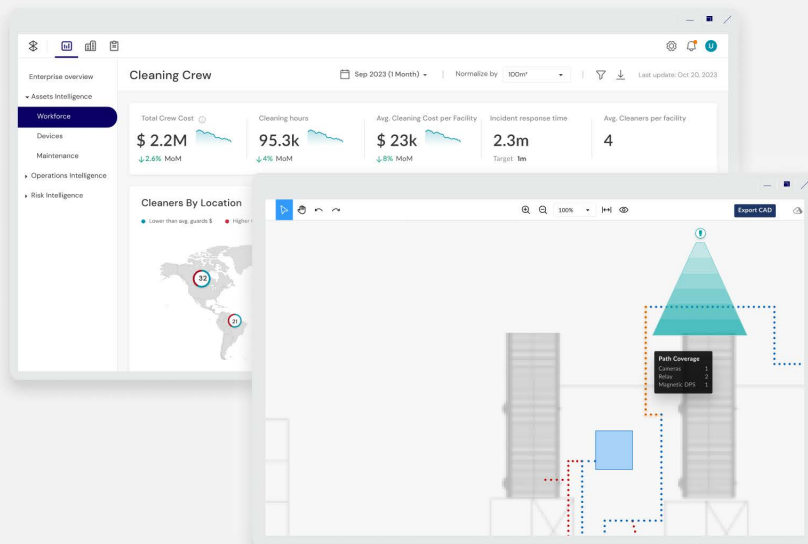 U
Enterprise overview
Cleaning Crew
Sep 2023 (1 Month)
Normalize by
100m²
Last update: Oct 20, 2023
Assets Intelligence
Workforce
Devices
Maintenance
Operations Intelligence
Risk Intelligence
Total Crew Cost
$ 2.2M
↓2.6% MoM
Cleaning hours
95.3k
↓4% MoM
Avg. Cleaning Cost per Facility
$ 23k
↓8% MoM
Incident response time
2.3m
Target 1m
Avg. Cleaners per facility
4
Cleaners By Location
Lower than avg. guards $
Higher
32
21
100%
Export CAD
Path Coverage
Cameras 1
Relay 2
Magnetic DPS 1